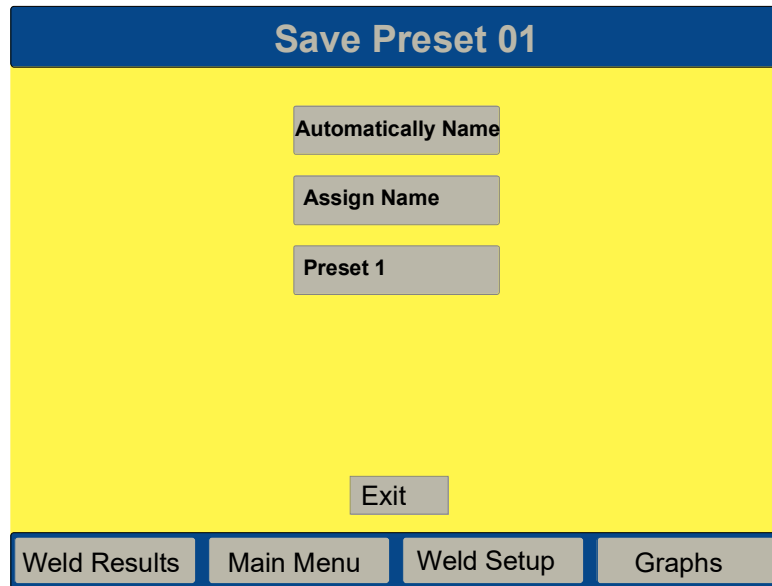 Save Preset 01
Automatically Name
Assign Name
Preset 1
Exit
Weld Results
Main Menu
Weld Setup
Graphs